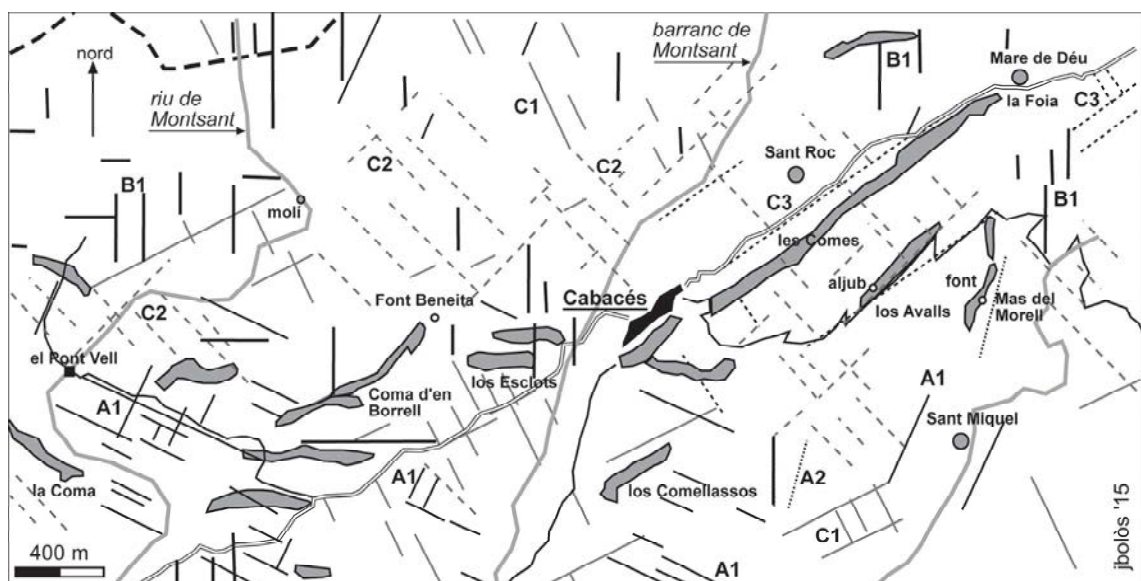 nord
riu de
Montsant
barranc de
Montsant
B1
Mare de Déu
la Foia
C3
C1
C2
C2
Sant Roc
C3
B1
B1
molí
les Comes
aljub
font
los Avalls
Mas del
Morell
C2
Font Beneita
Cabacés
el Pont Vell
los Esclots
Coma d'en
Borrell
A1
A1
Sant Miquel
la Coma
A1
los Comellassos
A2
C1
A1
400 m
jbolòs '15